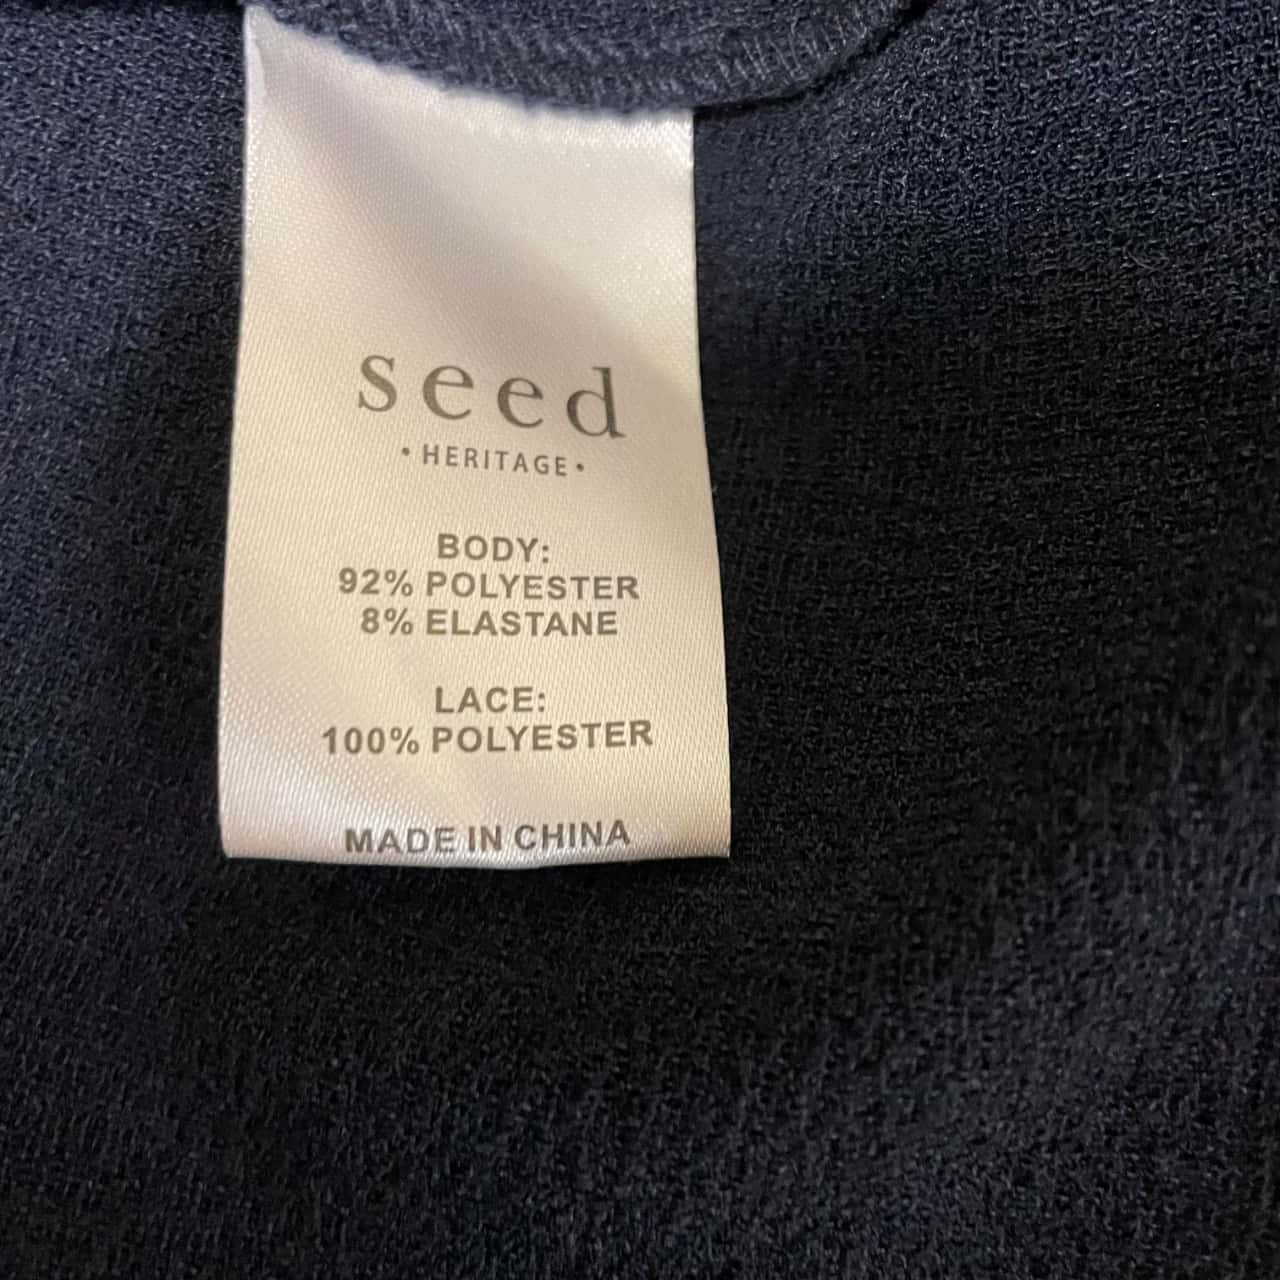 seed
• HERITAGE •
BODY:
92% POLYESTER
8% ELASTANE
LACE:
100% POLYESTER
MADE IN CHINA